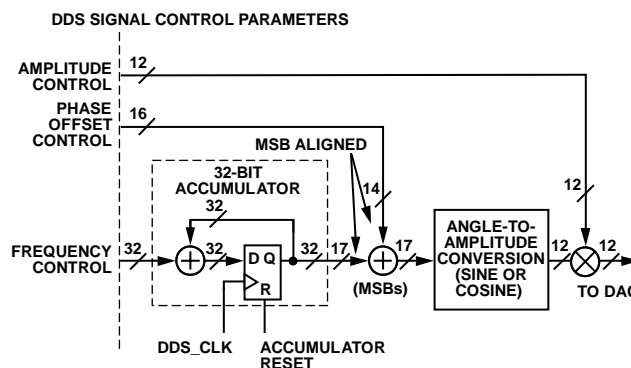 DDS SIGNAL CONTROL PARAMETERS
AMPLITUDE
CONTROL
12
PHASE
OFFSET
CONTROL
16
MSB ALIGNED
32-BIT
ACCUMULATOR
14
12
32
FREQUENCY
CONTROL
32
32
D Q
R
32
17
17
(MSBs)
ANGLE-TO-
AMPLITUDE
CONVERSION
(SINE OR
COSINE)
12
12
TO DAC
DDS_CLK
ACCUMULATOR
RESET